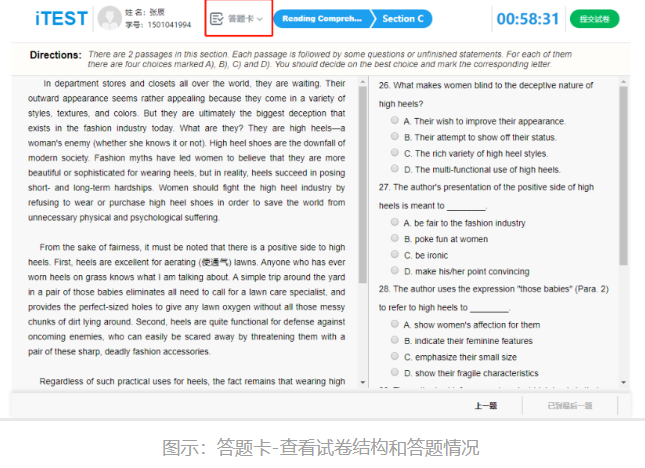 iTEST
姓 名：张辰
学号：1501041994
答题卡
Reading Compreh...
Section C
00:58:31
提交试卷
Directions: There are 2 passages in this section. Each passage is followed by some questions or unfinished statements. For each of them
there are four choices marked A), B), C) and D). You should decide on the best choice and mark the corresponding letter
In department stores and closets all over the world, they are waiting. Their
outward appearance seems rather appealing because they come in a variety of
styles, textures, and colors. But they are ultimately the biggest deception that
exists in the fashion industry today. What are they? They are high heels—a
woman's enemy (whether she knows it or not). High heel shoes are the downfall of
modern society. Fashion myths have led women to believe that they are more
beautiful or sophisticated for wearing heels, but in reality, heels succeed in posing
short- and long-term hardships. Women should fight the high heel industry by
refusing to wear or purchase high heel shoes in order to save the world from
unnecessary physical and psychological suffering.
From the sake of fairness, it must be noted that there is a positive side to high
heels. First, heels are excellent for aerating (使通气) lawns. Anyone who has ever
worn heels on grass knows what I am talking about. A simple trip around the yard
in a pair of those babies eliminates all need to call for a lawn care specialist, and
provides the perfect-sized holes to give any lawn oxygen without all those messy
chunks of dirt lying around. Second, heels are quite functional for defense against
oncoming enemies, who can easily be scared away by threatening them with a
pair of these sharp, deadly fashion accessories.
Regardless of such practical uses for heels, the fact remains that wearing high
26. What makes women blind to the deceptive nature of
high heels?
A. Their wish to improve their appearance.
B. Their attempt to show off their status.
C. The rich variety of high heel styles.
D. The multi-functional use of high heels.
27. The author's presentation of the positive side of high
heels is meant to ________.
A. be fair to the fashion industry
B. poke fun at women
C. be ironic
D. make his/her point convincing
28. The author uses the expression "those babies" (Para. 2)
to refer to high heels to ________.
A. show women's affection for them
B. indicate their feminine features
C. emphasize their small size
D. show their fragile characteristics
上一题
已到最后一题
图示：答题卡-查看试卷结构和答题情况